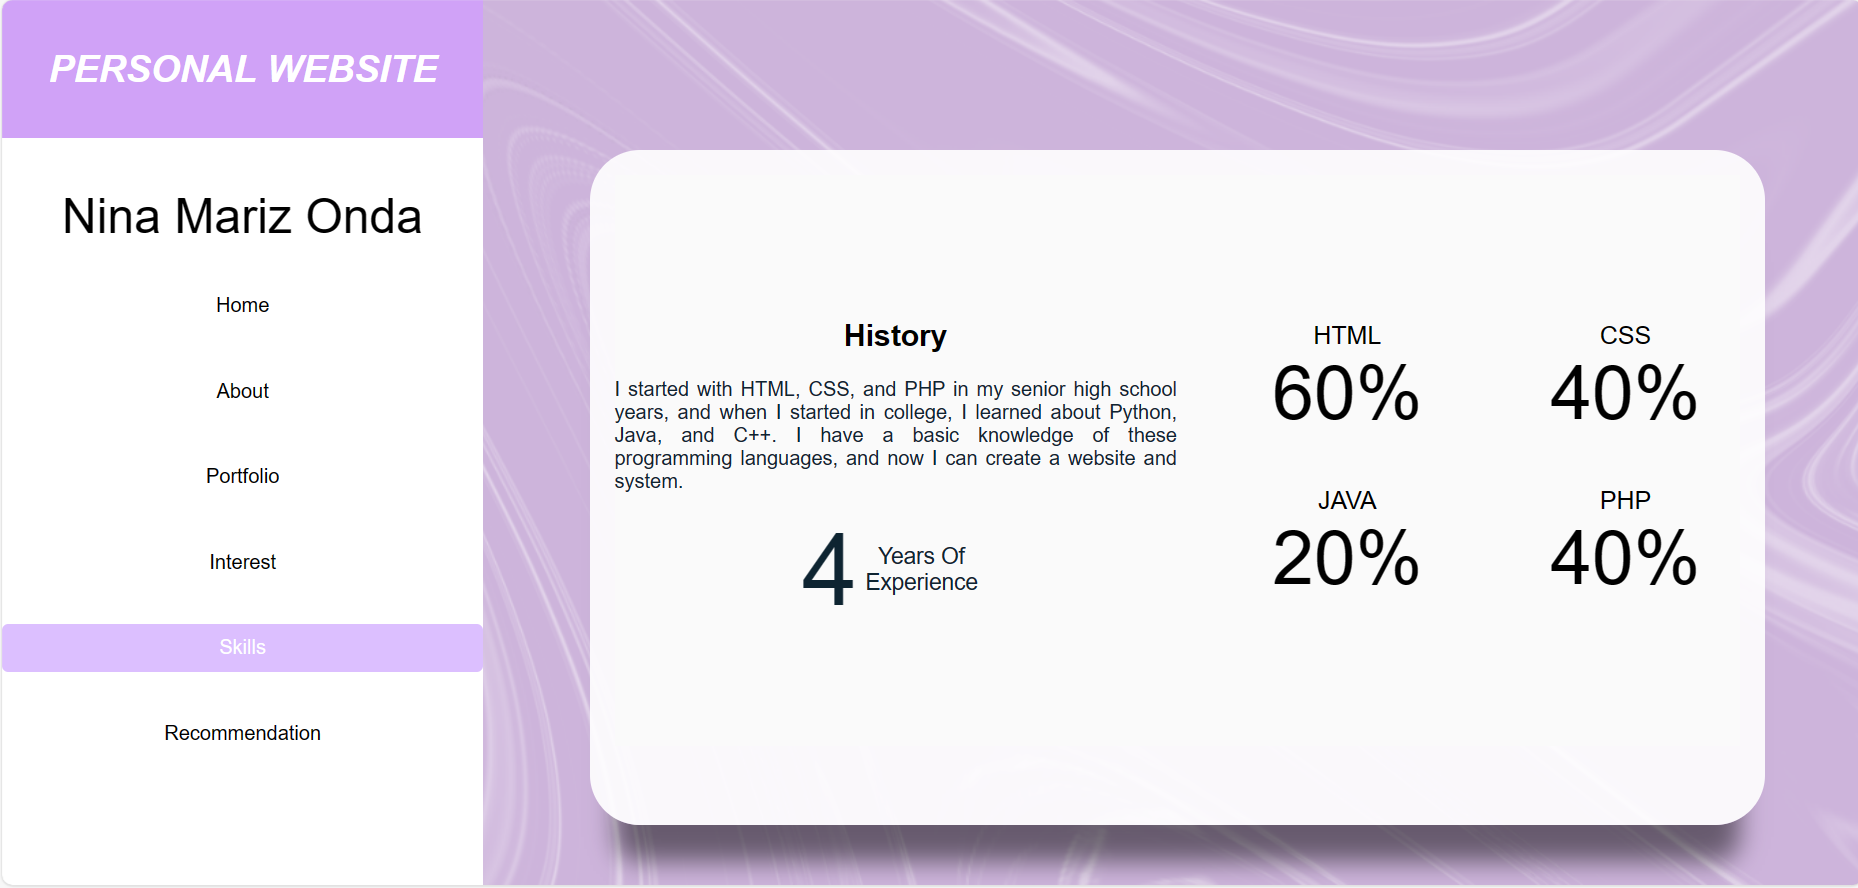 PERSONAL WEBSITE
Nina Mariz Onda
Home
About
Portfolio
Interest
Skills
Recommendation
History
I started with HTML, CSS, and PHP in my senior high school
years, and when I started in college, I learned about Python,
Java, and C++. I have a basic knowledge of these
programming languages, and now I can create a website and
system.
4
Years Of
Experience
HTML
60%
CSS
40%
JAVA
20%
PHP
40%